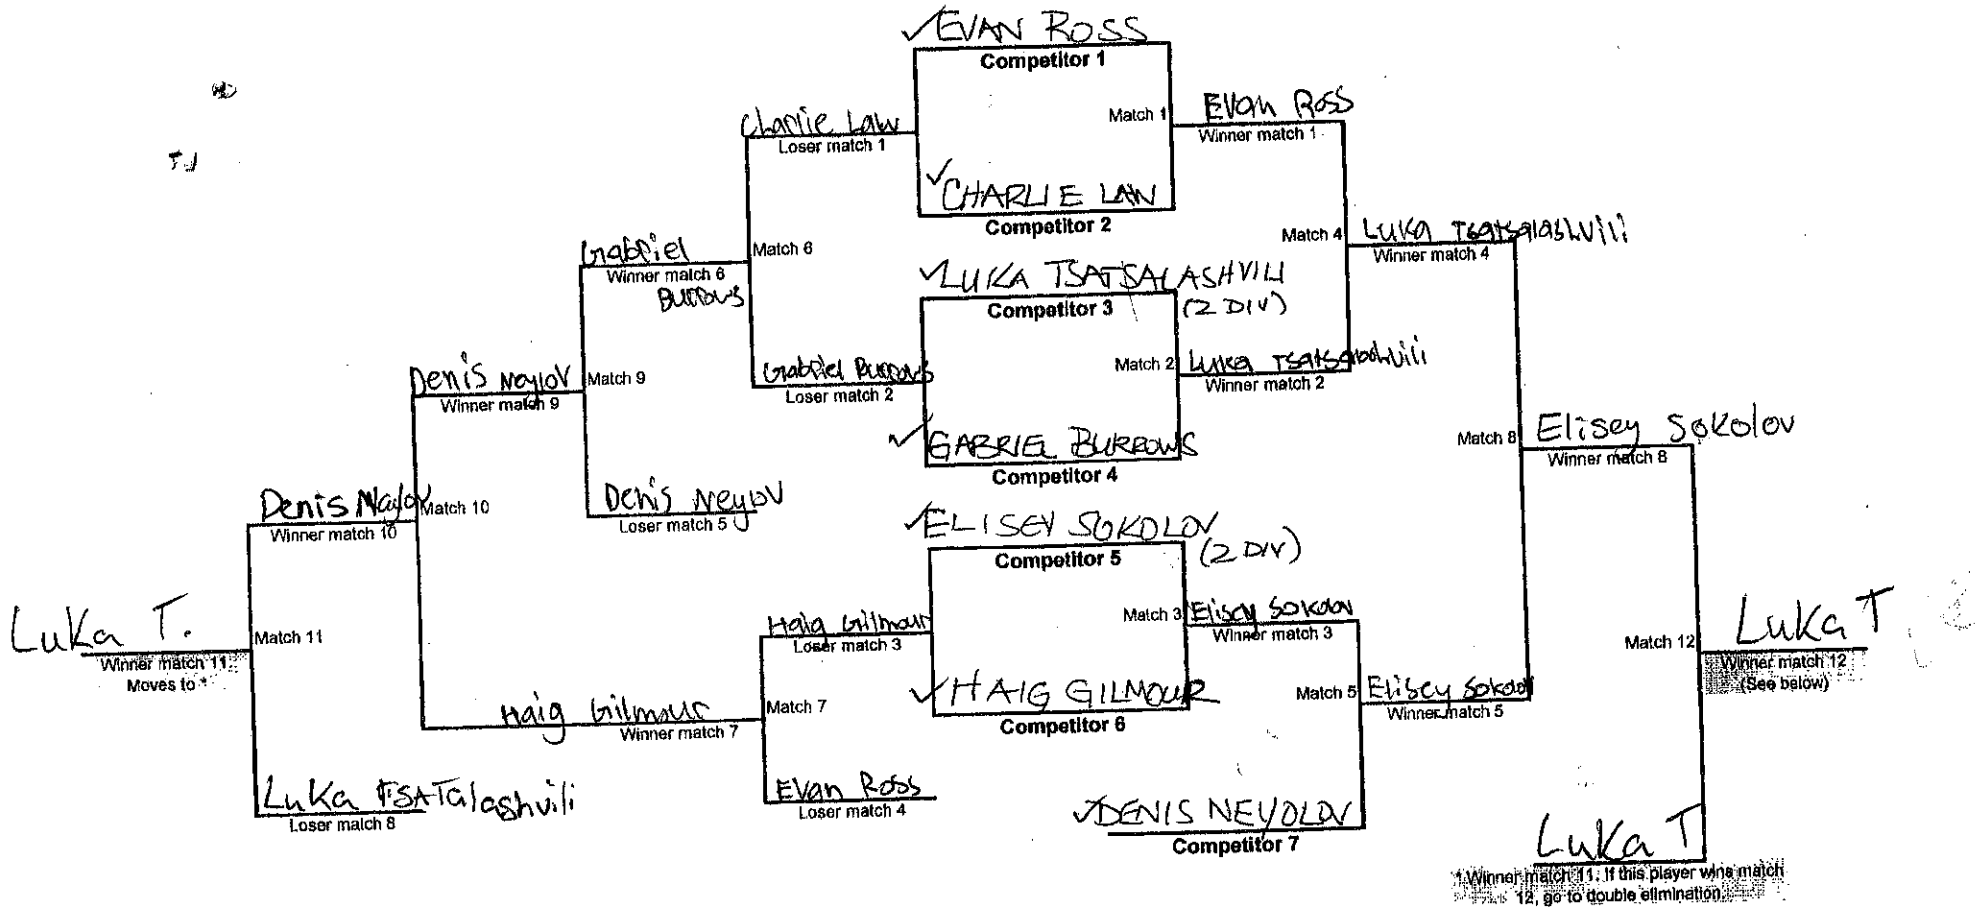 ✓EVAN ROSS
Competitor 1
Match 1
Evan Ross
Winner match 1
Charlie Law
Loser match 1
✓CHARLIE LAW
Competitor 2
Match 4
Luka Tsatsalashvili
Winner match 4
Gabriel
Winner match 6
Burrows
Match 6
✓LUKA TSATSALASHVILI
(2 DIV)
Competitor 3
Match 2
Luka Tsatsalashvili
Winner match 2
Denis Neylov
Winner match 9
Match 9
Gabriel Burrows
Loser match 2
✓GABRIEL BURROWS
Competitor 4
Match 8
Elisey Sokolov
Winner match 8
Denis Naylov
Winner match 10
Match 10
Denis Neylov
Loser match 5
✓ELISEY SOKOLOV
(2 DIV)
Competitor 5
Match 3
Elisey Sokolov
Winner match 3
Luka T.
Winner match 11.
Moves to *
Match 11
Haig Gilmour
Loser match 3
✓HAIG GILMOUR
Competitor 6
Match 5
Elisey Sokolov
Winner match 5
Match 12
Luka T
Winner match 12
(See below)
Haig Gilmour
Winner match 7
Match 7
Luka TSATalashvili
Loser match 8
Evan Ross
Loser match 4
✓DENIS NEYOLOV
Competitor 7
Luka T
* Winner match 11. If this player wins match
12, go to double elimination.